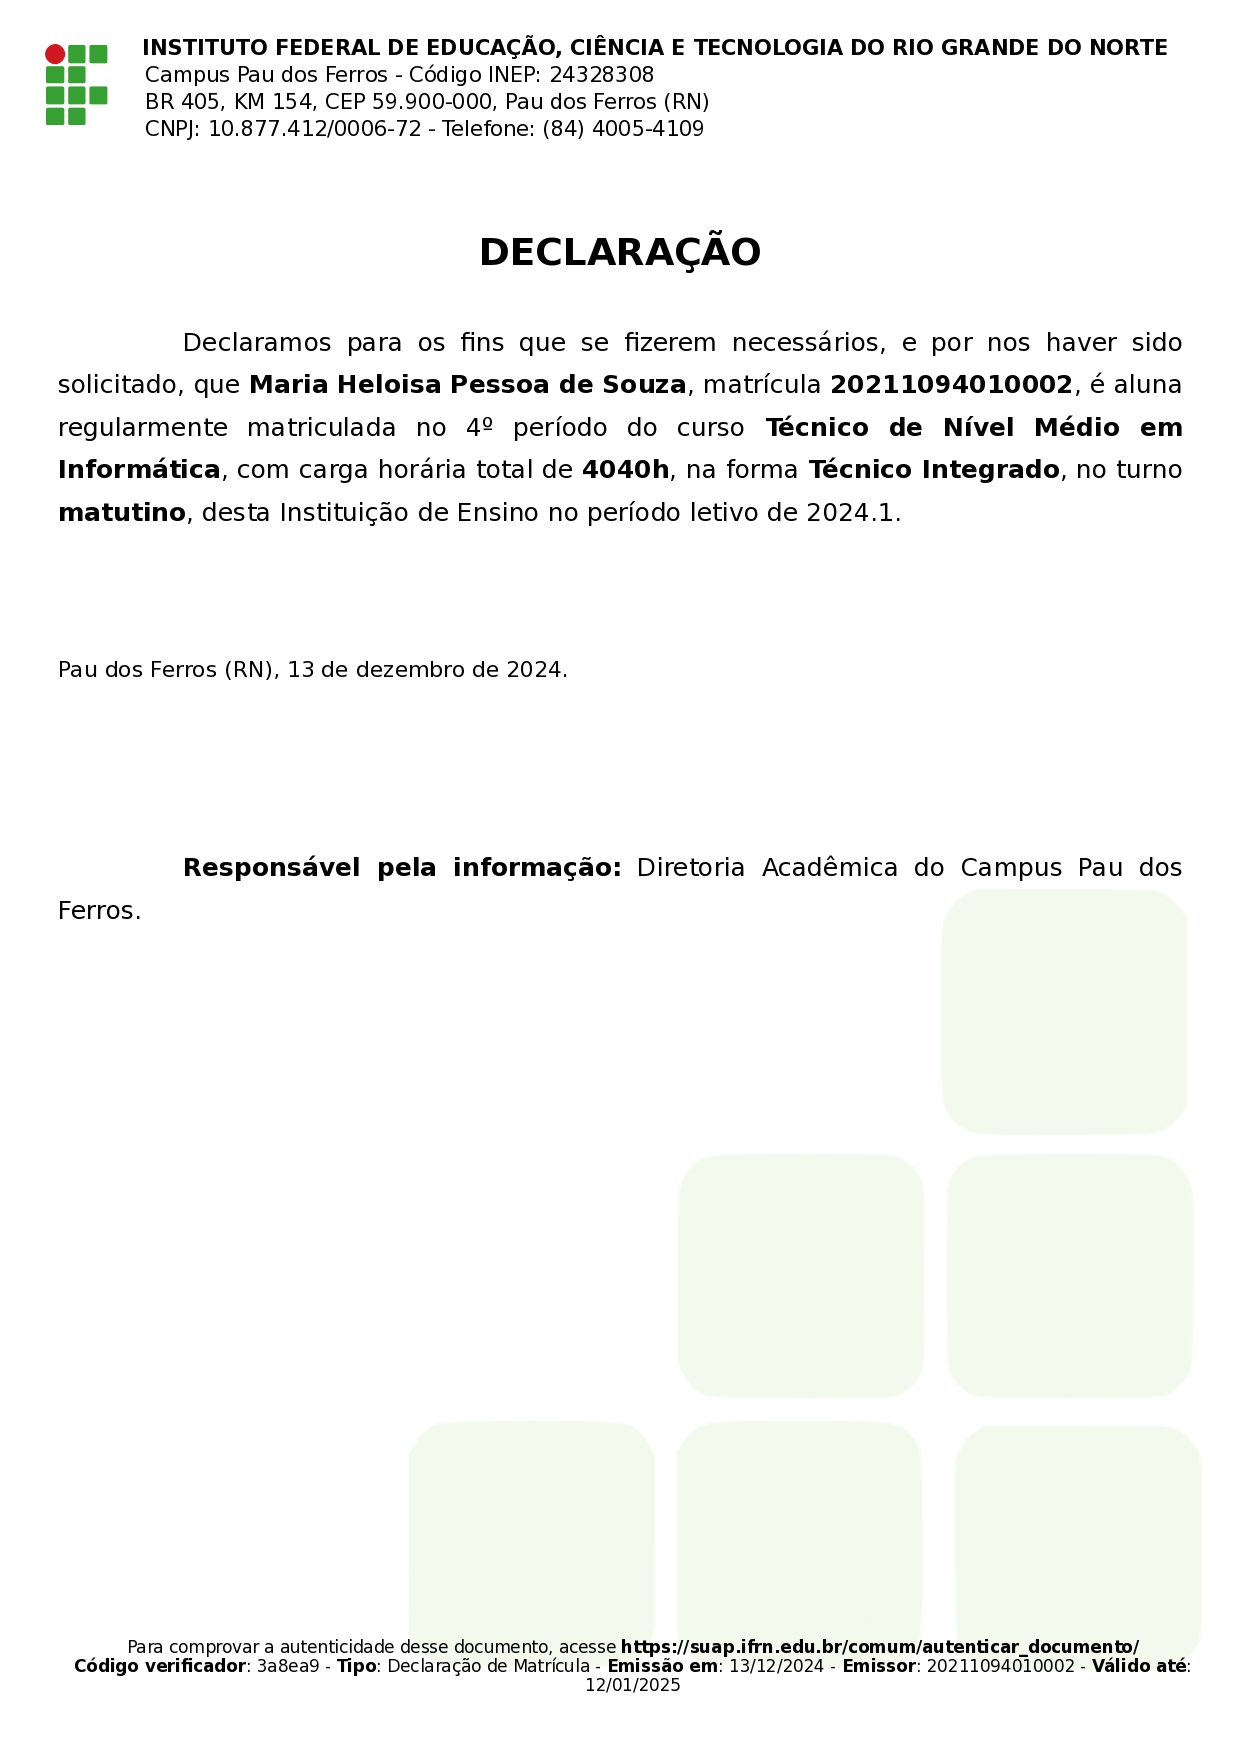 INSTITUTO FEDERAL DE EDUCAÇÃO, CIÊNCIA E TECNOLOGIA DO RIO GRANDE DO NORTE
Campus Pau dos Ferros - Código INEP: 24328308
BR 405, KM 154, CEP 59.900-000, Pau dos Ferros (RN)
CNPJ: 10.877.412/0006-72 - Telefone: (84) 4005-4109
DECLARAÇÃO
Declaramos para os fins que se fizerem necessários, e por nos haver sido
solicitado, que Maria Heloisa Pessoa de Souza, matrícula 20211094010002, é aluna
regularmente matriculada no 4º período do curso Técnico de Nível Médio em
Informática, com carga horária total de 4040h, na forma Técnico Integrado, no turno
matutino, desta Instituição de Ensino no período letivo de 2024.1.
Pau dos Ferros (RN), 13 de dezembro de 2024.
Responsável pela informação: Diretoria Acadêmica do Campus Pau dos
Ferros.
Para comprovar a autenticidade desse documento, acesse https://suap.ifrn.edu.br/comum/autenticar_documento/
Código verificador: 3a8ea9 - Tipo: Declaração de Matrícula - Emissão em: 13/12/2024 - Emissor: 20211094010002 - Válido até:
12/01/2025